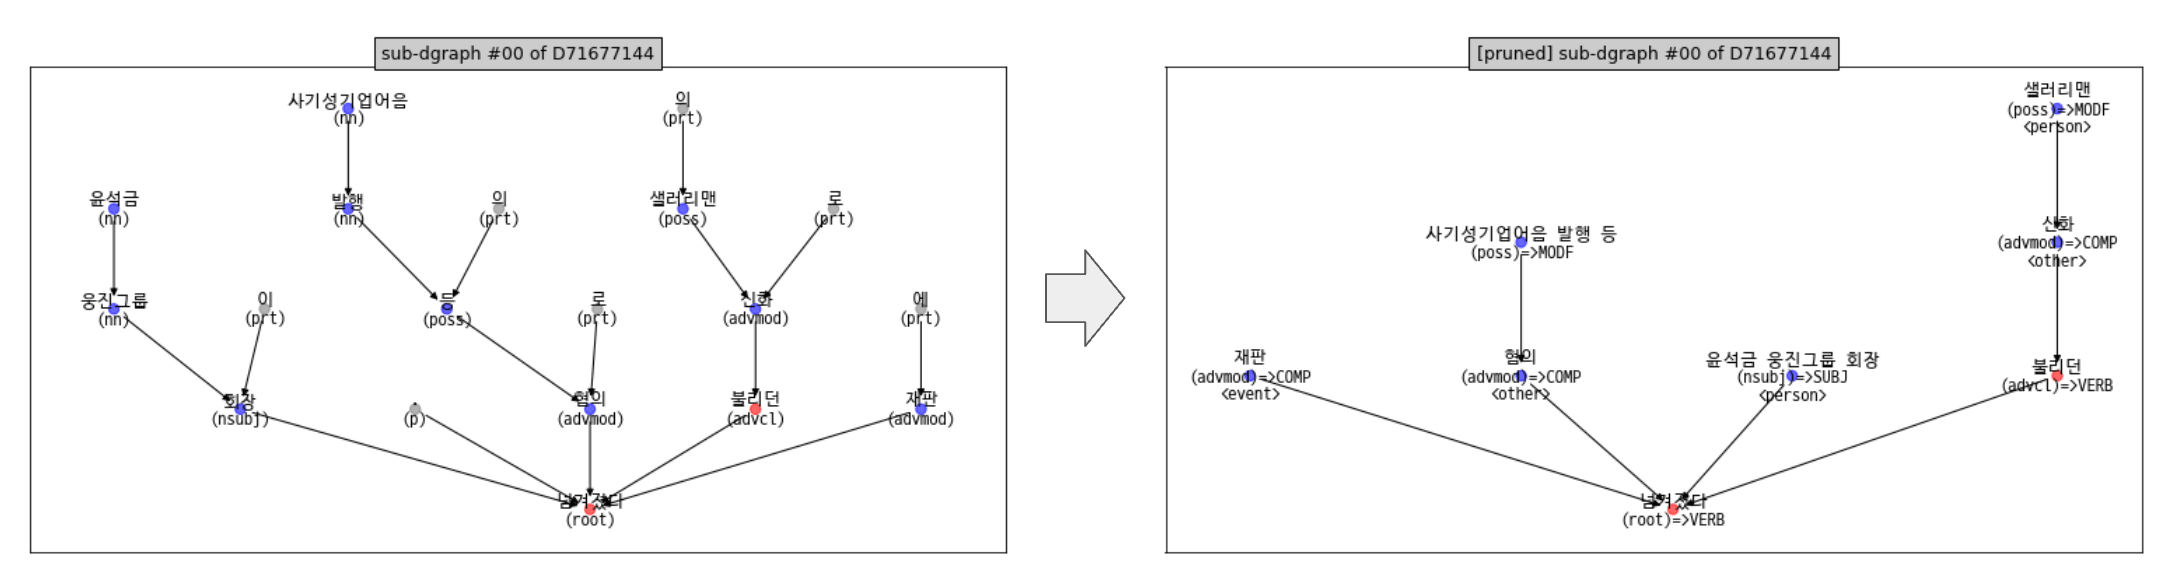 sub-dgraph #00 of D71677144
사기성기업어음
(nn)
의
(prt)
윤석금
(nn)
발행
(nn)
의
(prt)
샐러리맨
(poss)
로
(prt)
웅진그룹
(nn)
이
(prt)
등
(poss)
로
(prt)
신화
(advmod)
에
(prt)
회장
(nsubj)
.
(p)
혐의
(advmod)
불리던
(advcl)
재판
(advmod)
넘겨졌다
(root)
[pruned] sub-dgraph #00 of D71677144
샐러리맨
(poss)=>MODF
<person>
사기성기업어음 발행 등
(poss)=>MODF
신화
(advmod)=>COMP
<other>
재판
(advmod)=>COMP
<event>
혐의
(advmod)=>COMP
<other>
윤석금 웅진그룹 회장
(nsubj)=>SUBJ
<person>
불리던
(advcl)=>VERB
넘겨졌다
(root)=>VERB